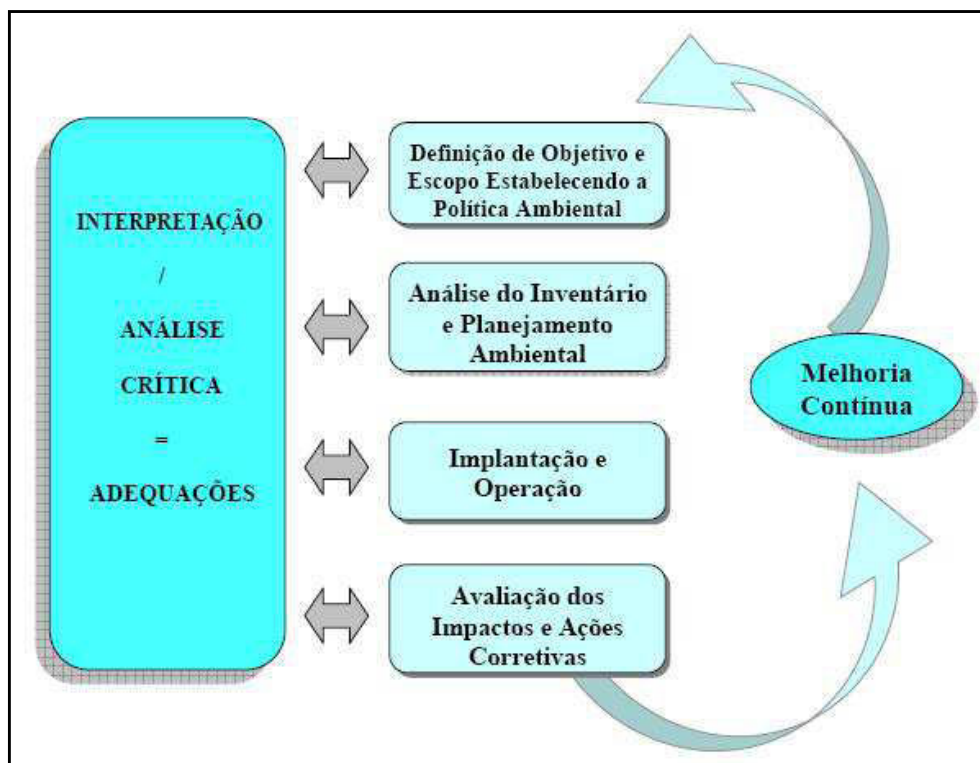 INTERPRETAÇÃO
/
ANÁLISE
CRÍTICA
=
ADEQUAÇÕES
Definição de Objetivo e
Escopo Estabelecendo a
Política Ambiental
Análise do Inventário
e Planejamento
Ambiental
Implantação e
Operação
Avaliação dos
Impactos e Ações
Corretivas
Melhoria
Contínua